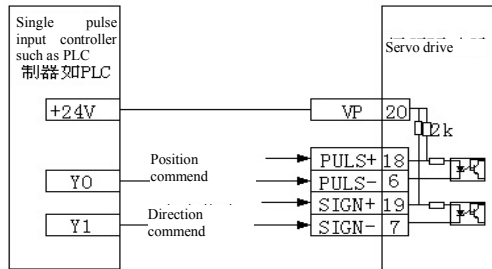 Single pulse
input controller
such as PLC
制器如PLC
Servo drive
+24V
VP 20
2k
Position
commend
PULS+ 18
Y0
PULS- 6
SIGN+ 19
Direction
commend
Y1
SIGN- 7